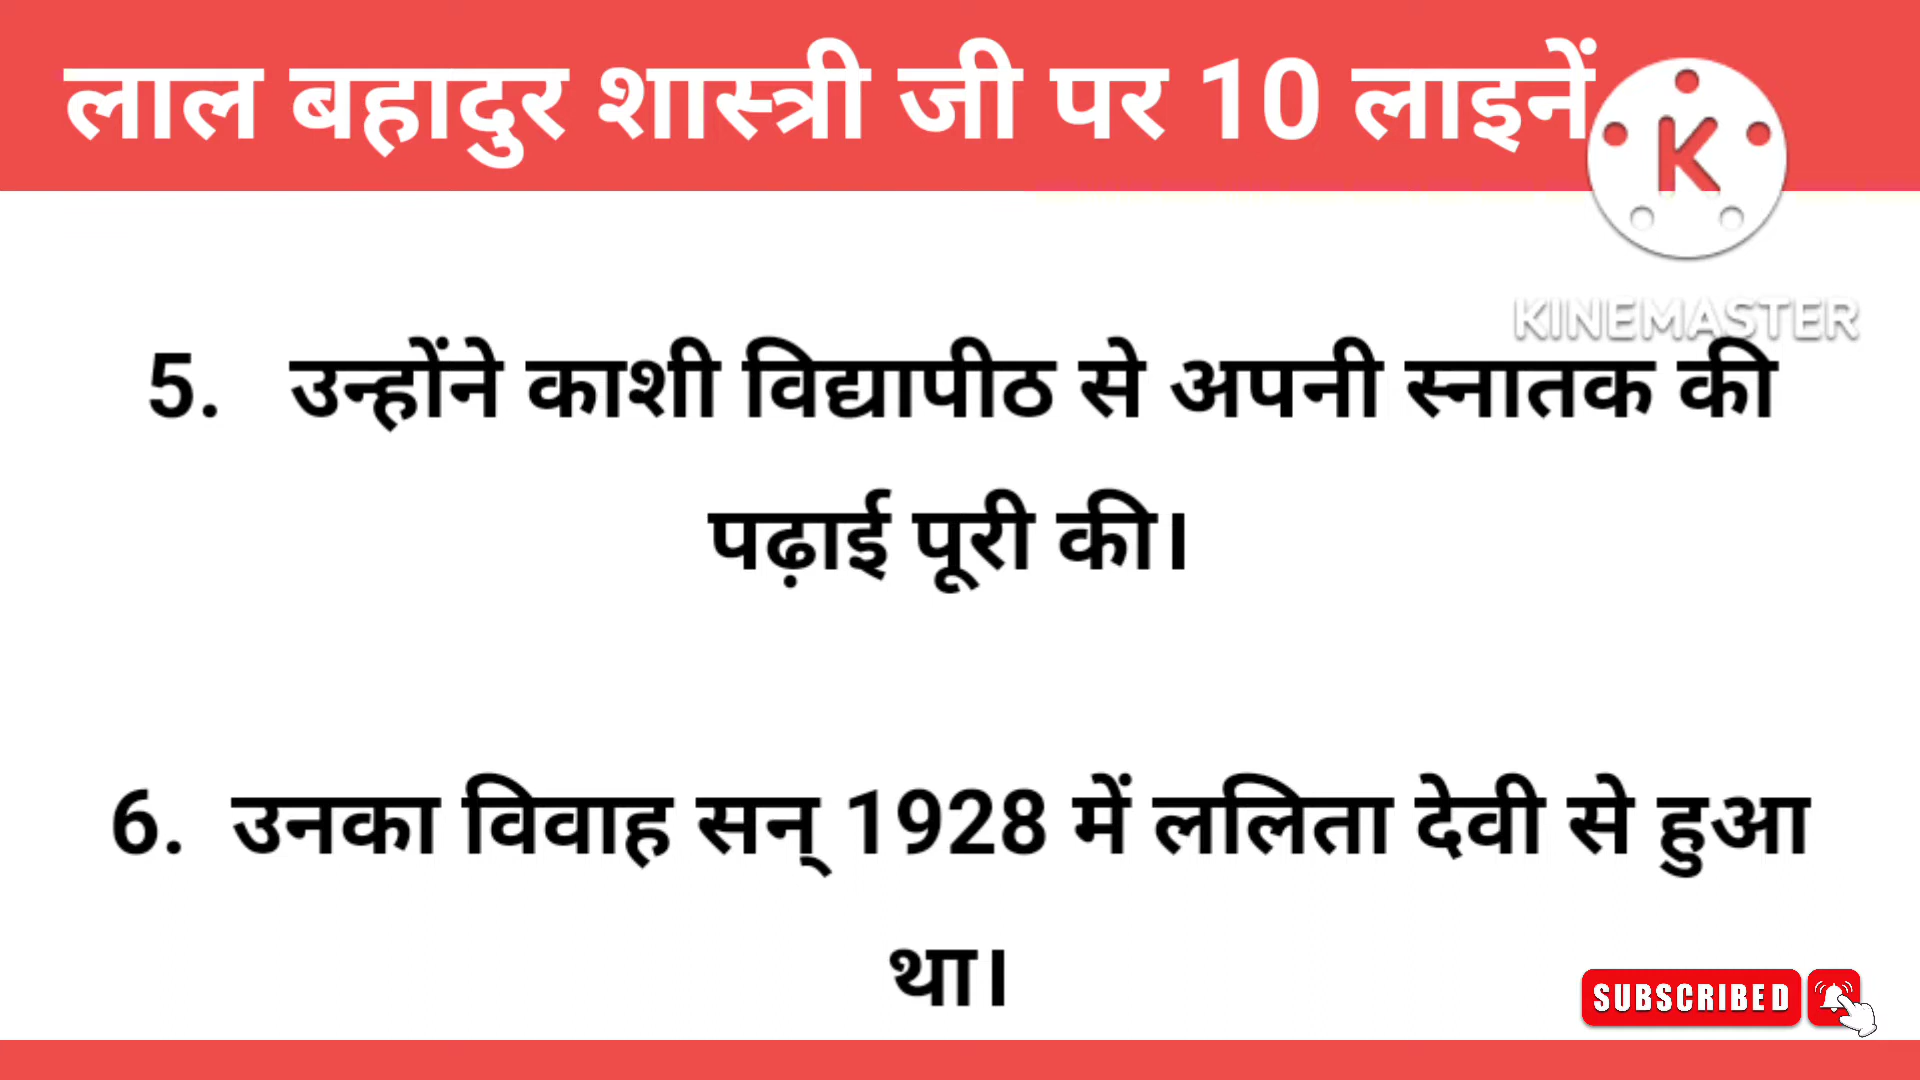 लाल बहादुर शास्त्री जी पर 10 लाइनें
K
KINEMASTER
5. उन्होंने काशी विद्यापीठ से अपनी स्नातक की
पढ़ाई पूरी की।
6. उनका विवाह सन् 1928 में ललिता देवी से हुआ
था।
SUBSCRIBED